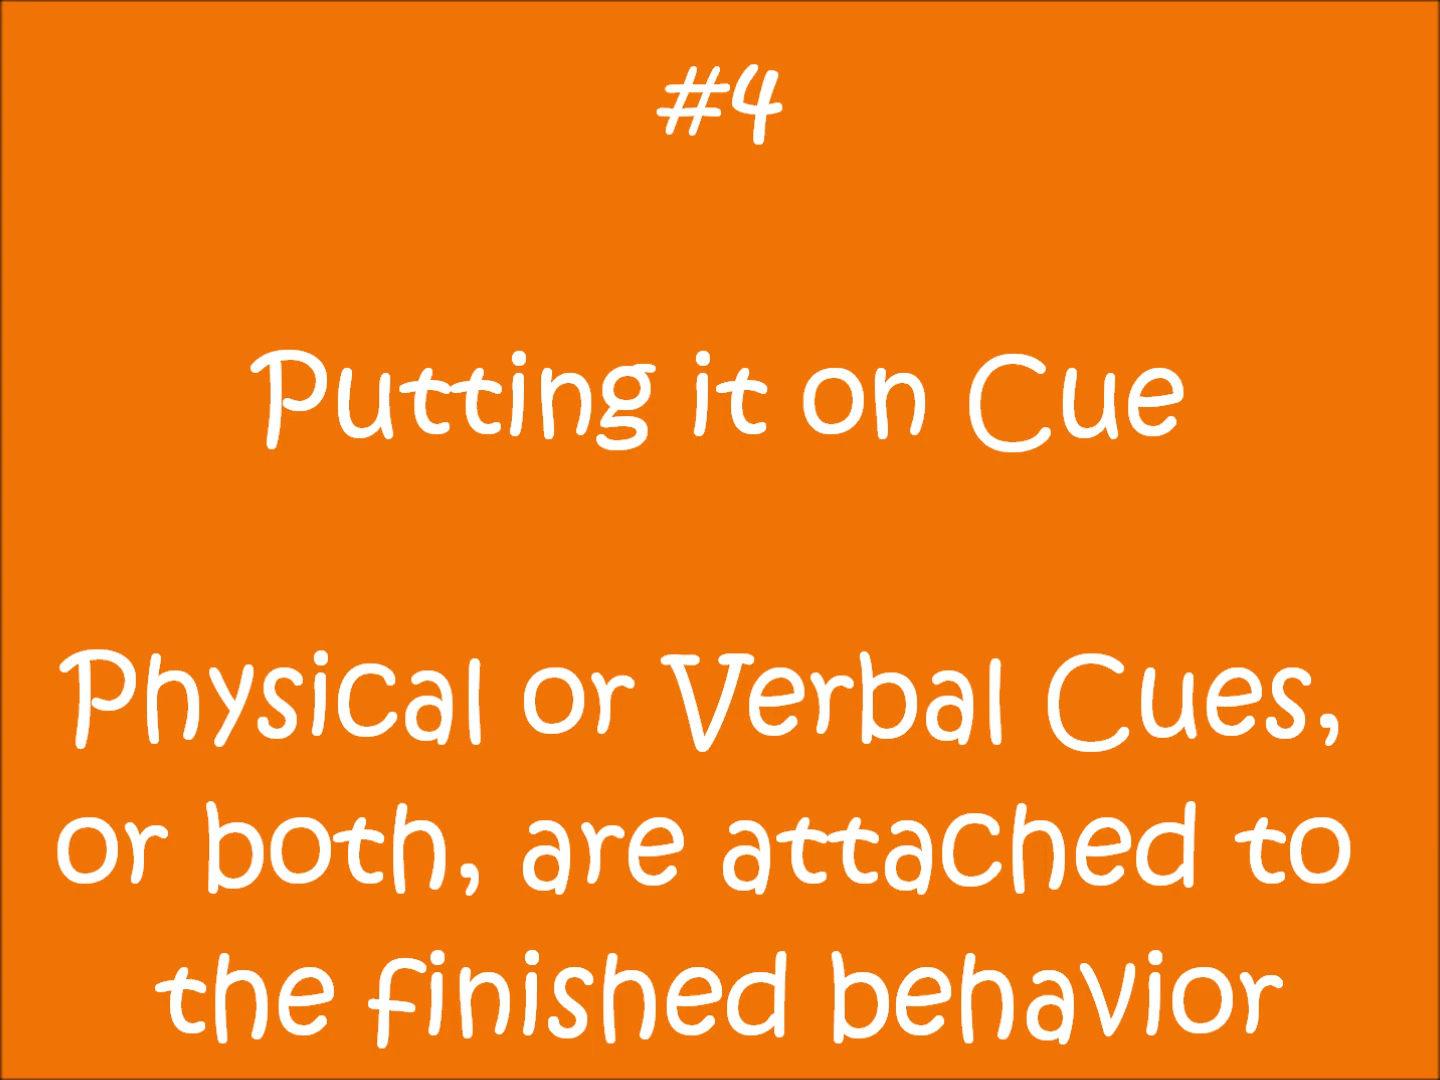 #4
Putting it on Cue
Physical or Verbal Cues,
or both, are attached to
the finished behavior